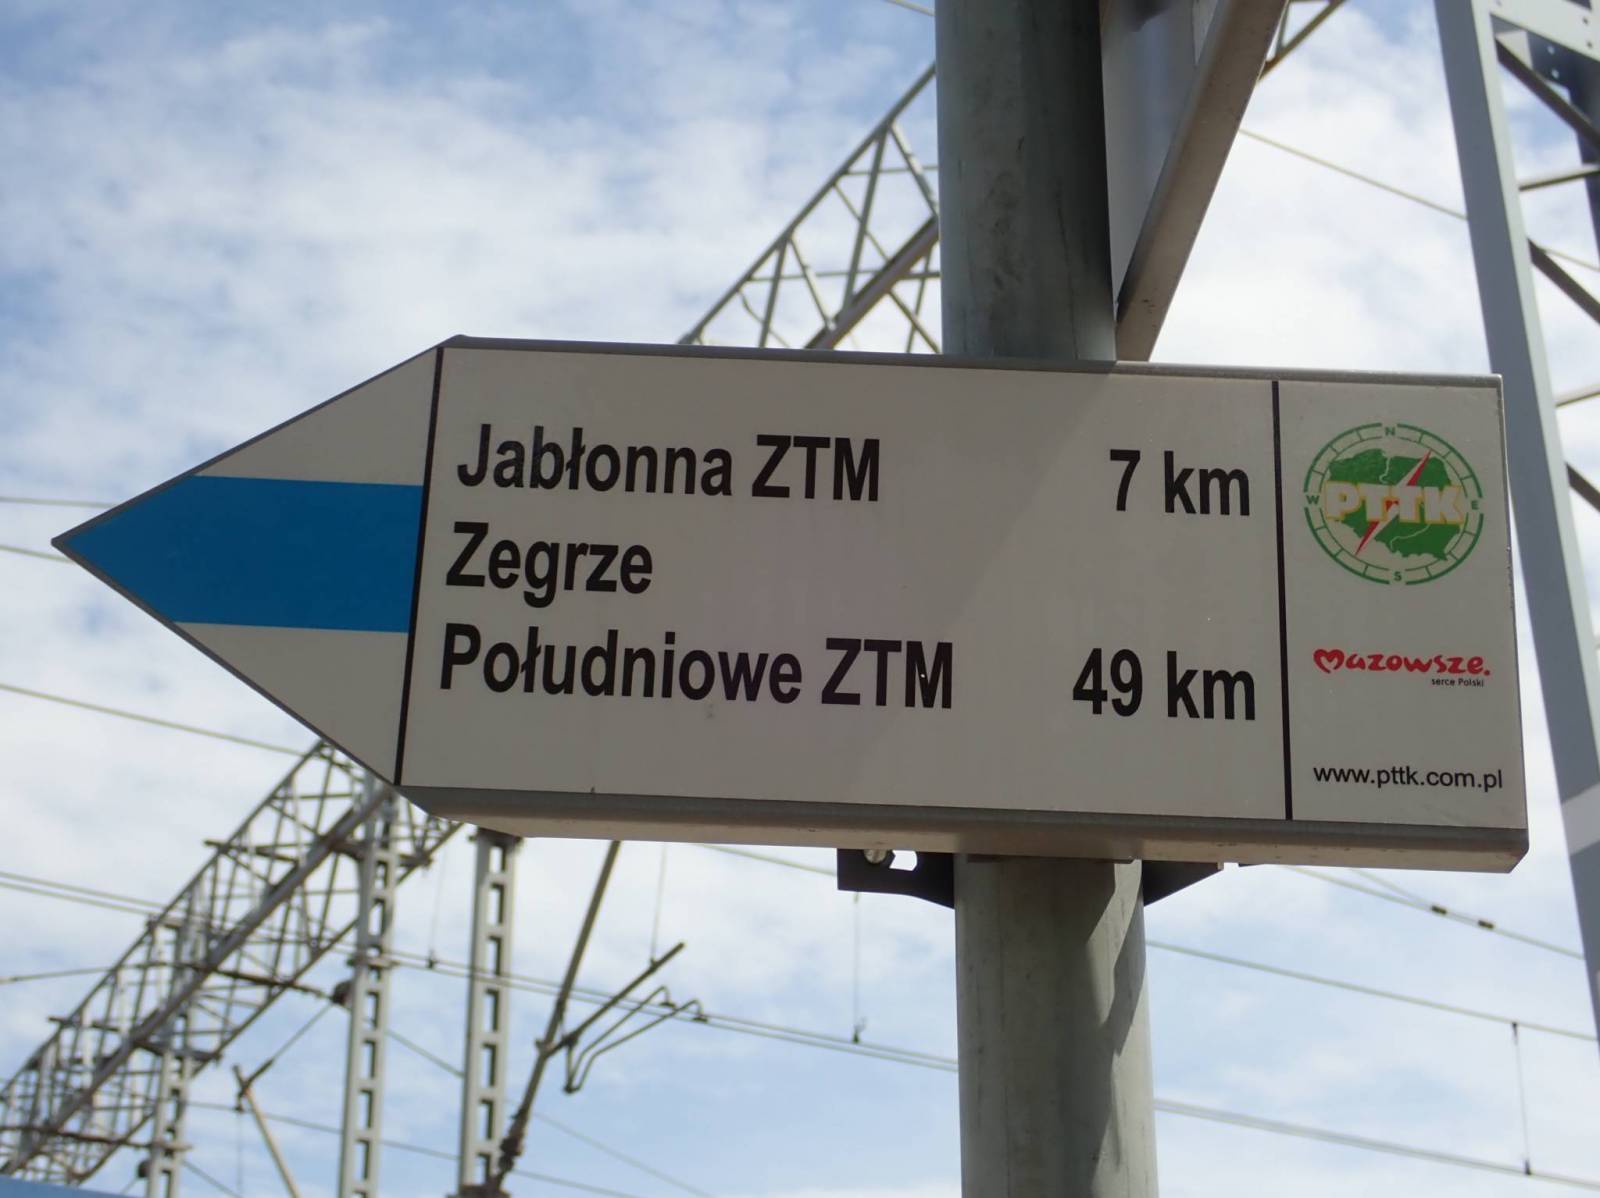 Jabłonna ZTM 7 km
Zegrze
Południowe ZTM 49 km
N
W PTTK E
S
Mazowsze.
serce Polski
www.pttk.com.pl